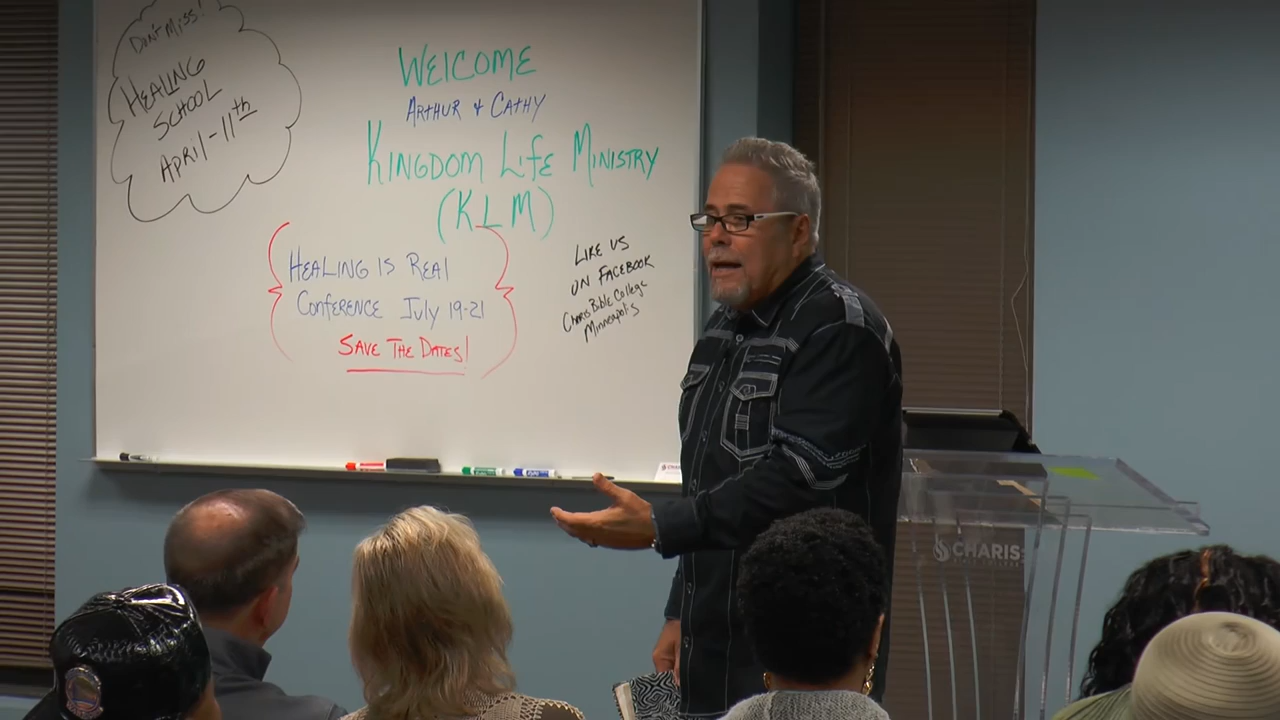 Don't Miss!
HEALING
SCHOOL
APRIL-11th
WELCOME
ARTHUR & CATHY
KINGDOM LIFE MINISTRY
(KLM)
HEALING IS REAL
CONFERENCE JULY 19-21
SAVE THE DATES!
LIKE US
ON FACEBOOK
Charis Bible College
Minneapolis
CHARIS